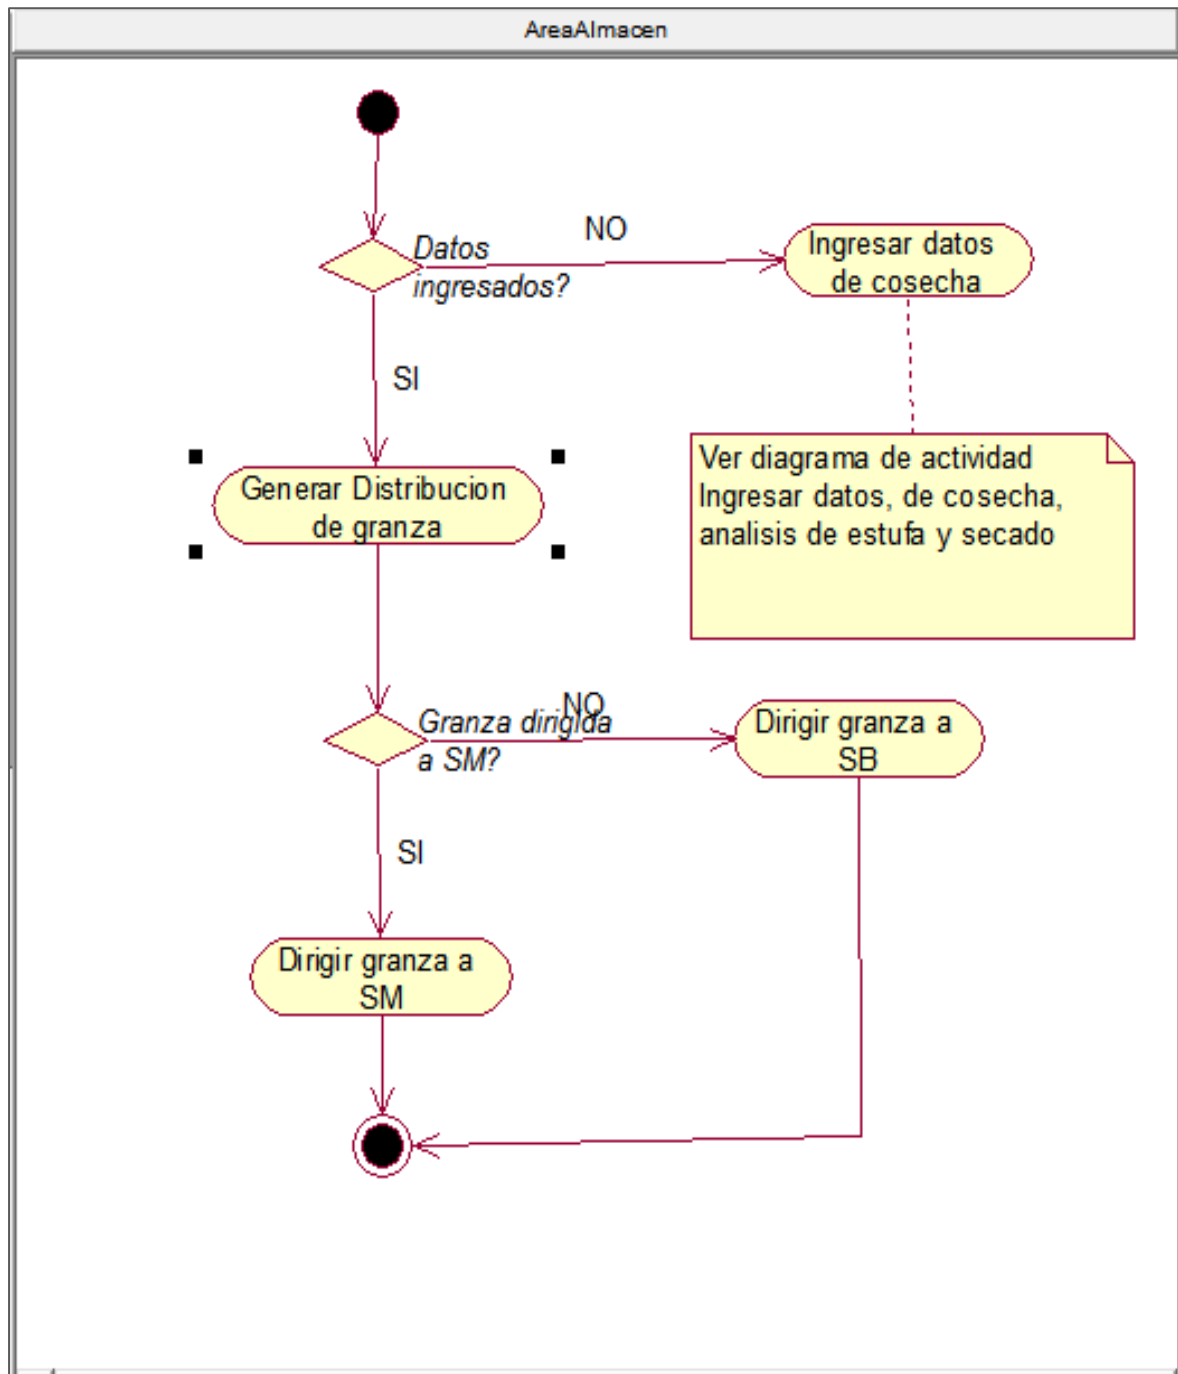 AreaAlmacen
NO
Datos
ingresados?
Ingresar datos
de cosecha
SI
Generar Distribucion
de granza
Ver diagrama de actividad
Ingresar datos, de cosecha,
analisis de estufa y secado
NO
Granza dirigida
a SM?
Dirigir granza a
SB
SI
Dirigir granza a
SM